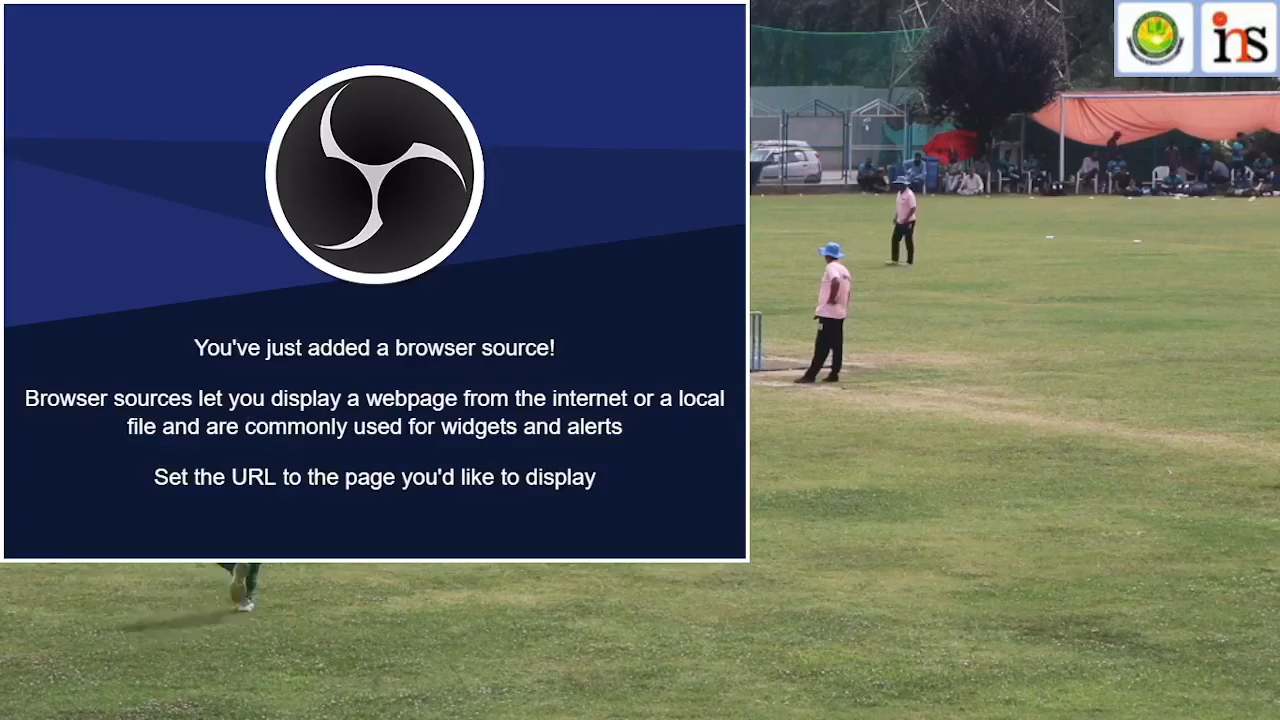 ins
You've just added a browser source!
Browser sources let you display a webpage from the internet or a local
file and are commonly used for widgets and alerts
Set the URL to the page you'd like to display